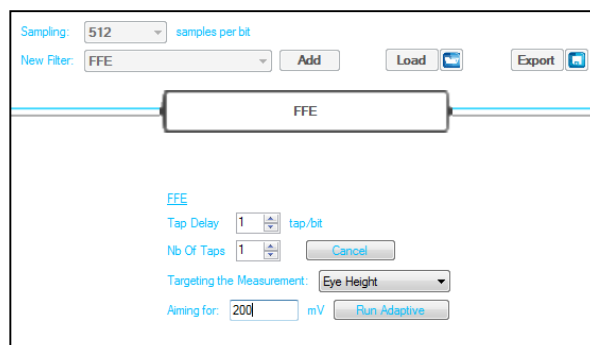 Sampling: 512 samples per bit
New Filter: FFE Add Load Export
FFE
FFE
Tap Delay 1 tap/bit
Nb Of Taps 1 Cancel
Targeting the Measurement: Eye Height
Aiming for: 200 mV Run Adaptive